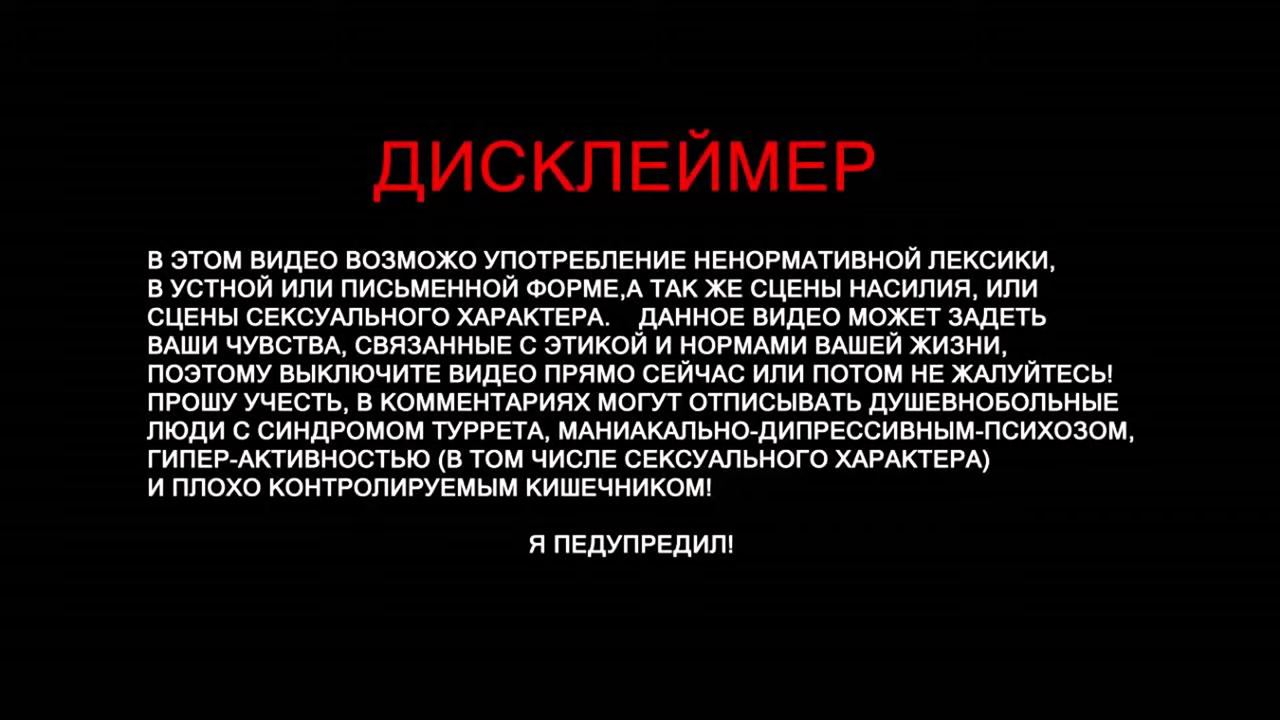 ДИСКЛЕЙМЕР
В ЭТОМ ВИДЕО ВОЗМОЖО УПОТРЕБЛЕНИЕ НЕНОРМАТИВНОЙ ЛЕКСИКИ,
В УСТНОЙ ИЛИ ПИСЬМЕННОЙ ФОРМЕ,А ТАК ЖЕ СЦЕНЫ НАСИЛИЯ, ИЛИ
СЦЕНЫ СЕКСУАЛЬНОГО ХАРАКТЕРА. ДАННОЕ ВИДЕО МОЖЕТ ЗАДЕТЬ
ВАШИ ЧУВСТВА, СВЯЗАННЫЕ С ЭТИКОЙ И НОРМАМИ ВАШЕЙ ЖИЗНИ,
ПОЭТОМУ ВЫКЛЮЧИТЕ ВИДЕО ПРЯМО СЕЙЧАС ИЛИ ПОТОМ НЕ ЖАЛУЙТЕСЬ!
ПРОШУ УЧЕСТЬ, В КОММЕНТАРИЯХ МОГУТ ОТПИСЫВАТЬ ДУШЕВНОБОЛЬНЫЕ
ЛЮДИ С СИНДРОМОМ ТУРРЕТА, МАНИАКАЛЬНО-ДИПРЕССИВНЫМ-ПСИХОЗОМ,
ГИПЕР-АКТИВНОСТЬЮ (В ТОМ ЧИСЛЕ СЕКСУАЛЬНОГО ХАРАКТЕРА)
И ПЛОХО КОНТРОЛИРУЕМЫМ КИШЕЧНИКОМ!
Я ПЕДУПРЕДИЛ!